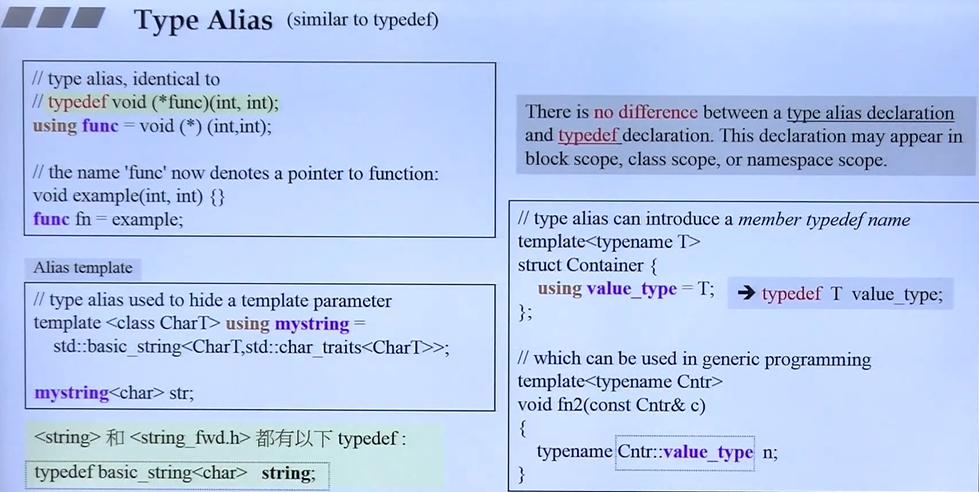 Type Alias (similar to typedef)
// type alias, identical to
// typedef void (*func)(int, int);
using func = void (*) (int,int);
// the name 'func' now denotes a pointer to function:
void example(int, int) {}
func fn = example;
Alias template
// type alias used to hide a template parameter
template <class CharT> using mystring =
std::basic_string<CharT,std::char_traits<CharT>>;
mystring<char> str;
<string> 和 <string_fwd.h> 都有以下 typedef :
typedef basic_string<char> string;
There is no difference between a type alias declaration
and typedef declaration. This declaration may appear in
block scope, class scope, or namespace scope.
// type alias can introduce a member typedef name
template<typename T>
struct Container {
using value_type = T; ➔ typedef T value_type;
};
// which can be used in generic programming
template<typename Cntr>
void fn2(const Cntr& c)
{
typename Cntr::value_type n;
}